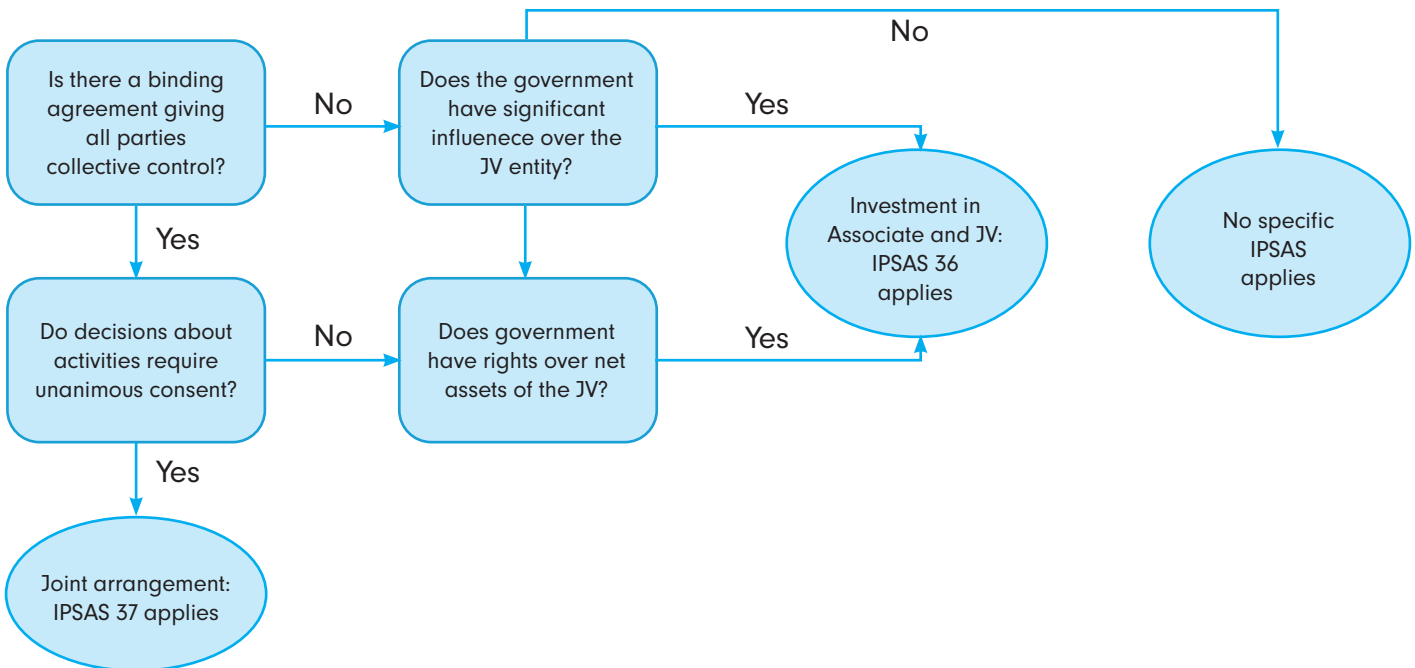 No
Is there a binding
agreement giving
all parties
collective control?
No
Does the government
have significant
influenece over the
JV entity?
Yes
Investment in
Associate and JV:
IPSAS 36
applies
No specific
IPSAS
applies
Yes
Do decisions about
activities require
unanimous consent?
No
Does government
have rights over net
assets of the JV?
Yes
Yes
Joint arrangement:
IPSAS 37 applies